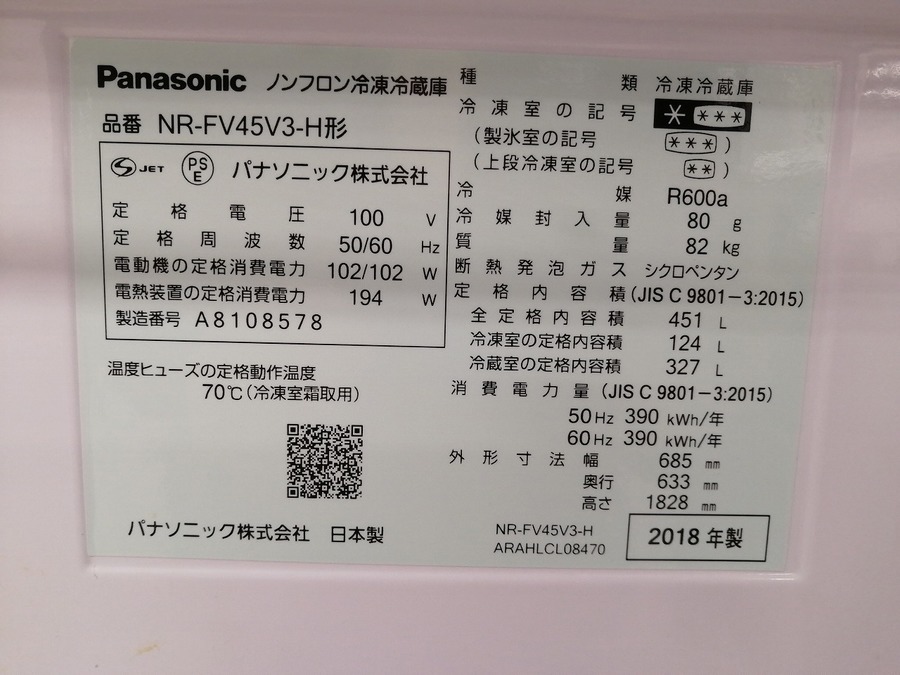 Panasonic ノンフロン冷凍冷蔵庫
品番 NR-FV45V3-H形
S JET PS E パナソニック株式会社
定格電圧 100 V
定格周波数 50/60 Hz
電動機の定格消費電力 102/102 W
電熱装置の定格消費電力 194 W
製造番号 A8108578
温度ヒューズの定格動作温度
70℃(冷凍室霜取用)
パナソニック株式会社 日本製
種類 冷凍冷蔵庫
冷凍室の記号 * ***
(製氷室の記号 ***)
(上段冷凍室の記号 **)
冷媒 R600a
冷媒封入量 80 g
質量 82 kg
断熱発泡ガス シクロペンタン
定格内容積(JIS C 9801-3:2015)
全定格内容積 451 L
冷凍室の定格内容積 124 L
冷蔵室の定格内容積 327 L
消費電力量(JIS C 9801-3:2015)
50Hz 390 kWh/年
60Hz 390 kWh/年
外形寸法幅 685 mm
奥行 633 mm
高さ 1828 mm
NR-FV45V3-H
ARAHLCL08470
2018年製